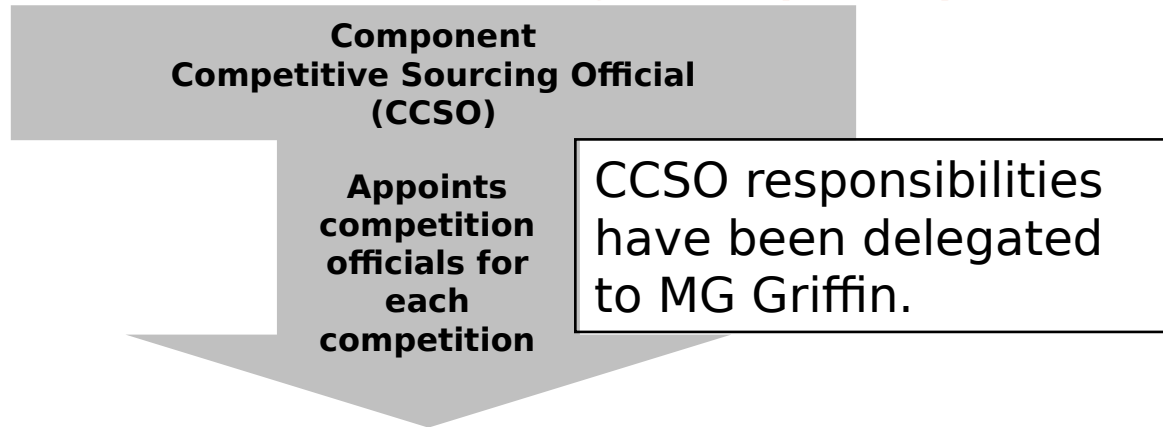 Component
Competitive Sourcing Official
(CCSO)
Appoints
competition
officials for
each
competition
CCSO responsibilities
have been delegated
to MG Griffin.